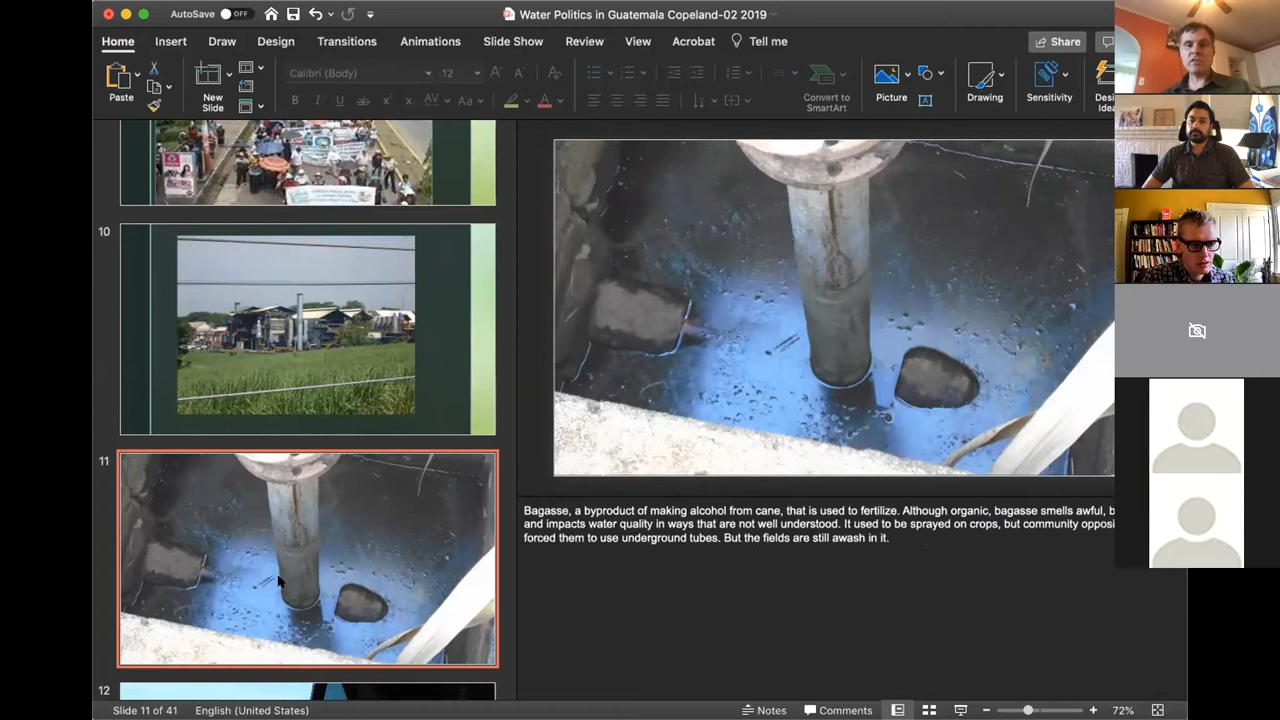 AutoSave OFF
Water Politics in Guatemala Copeland-02 2019
Home Insert Draw Design Transitions Animations Slide Show Review View Acrobat Tell me
Share
Paste
New
Slide
Calibri (Body) 12
Convert to
SmartArt
Picture
Drawing
Sensitivity
10
11
12
Bagasse, a byproduct of making alcohol from cane, that is used to fertilize. Although organic, bagasse smells awful, b
and impacts water quality in ways that are not well understood. It used to be sprayed on crops, but community opposi
forced them to use underground tubes. But the fields are still awash in it.
Slide 11 of 41 English (United States)
Notes Comments 72%